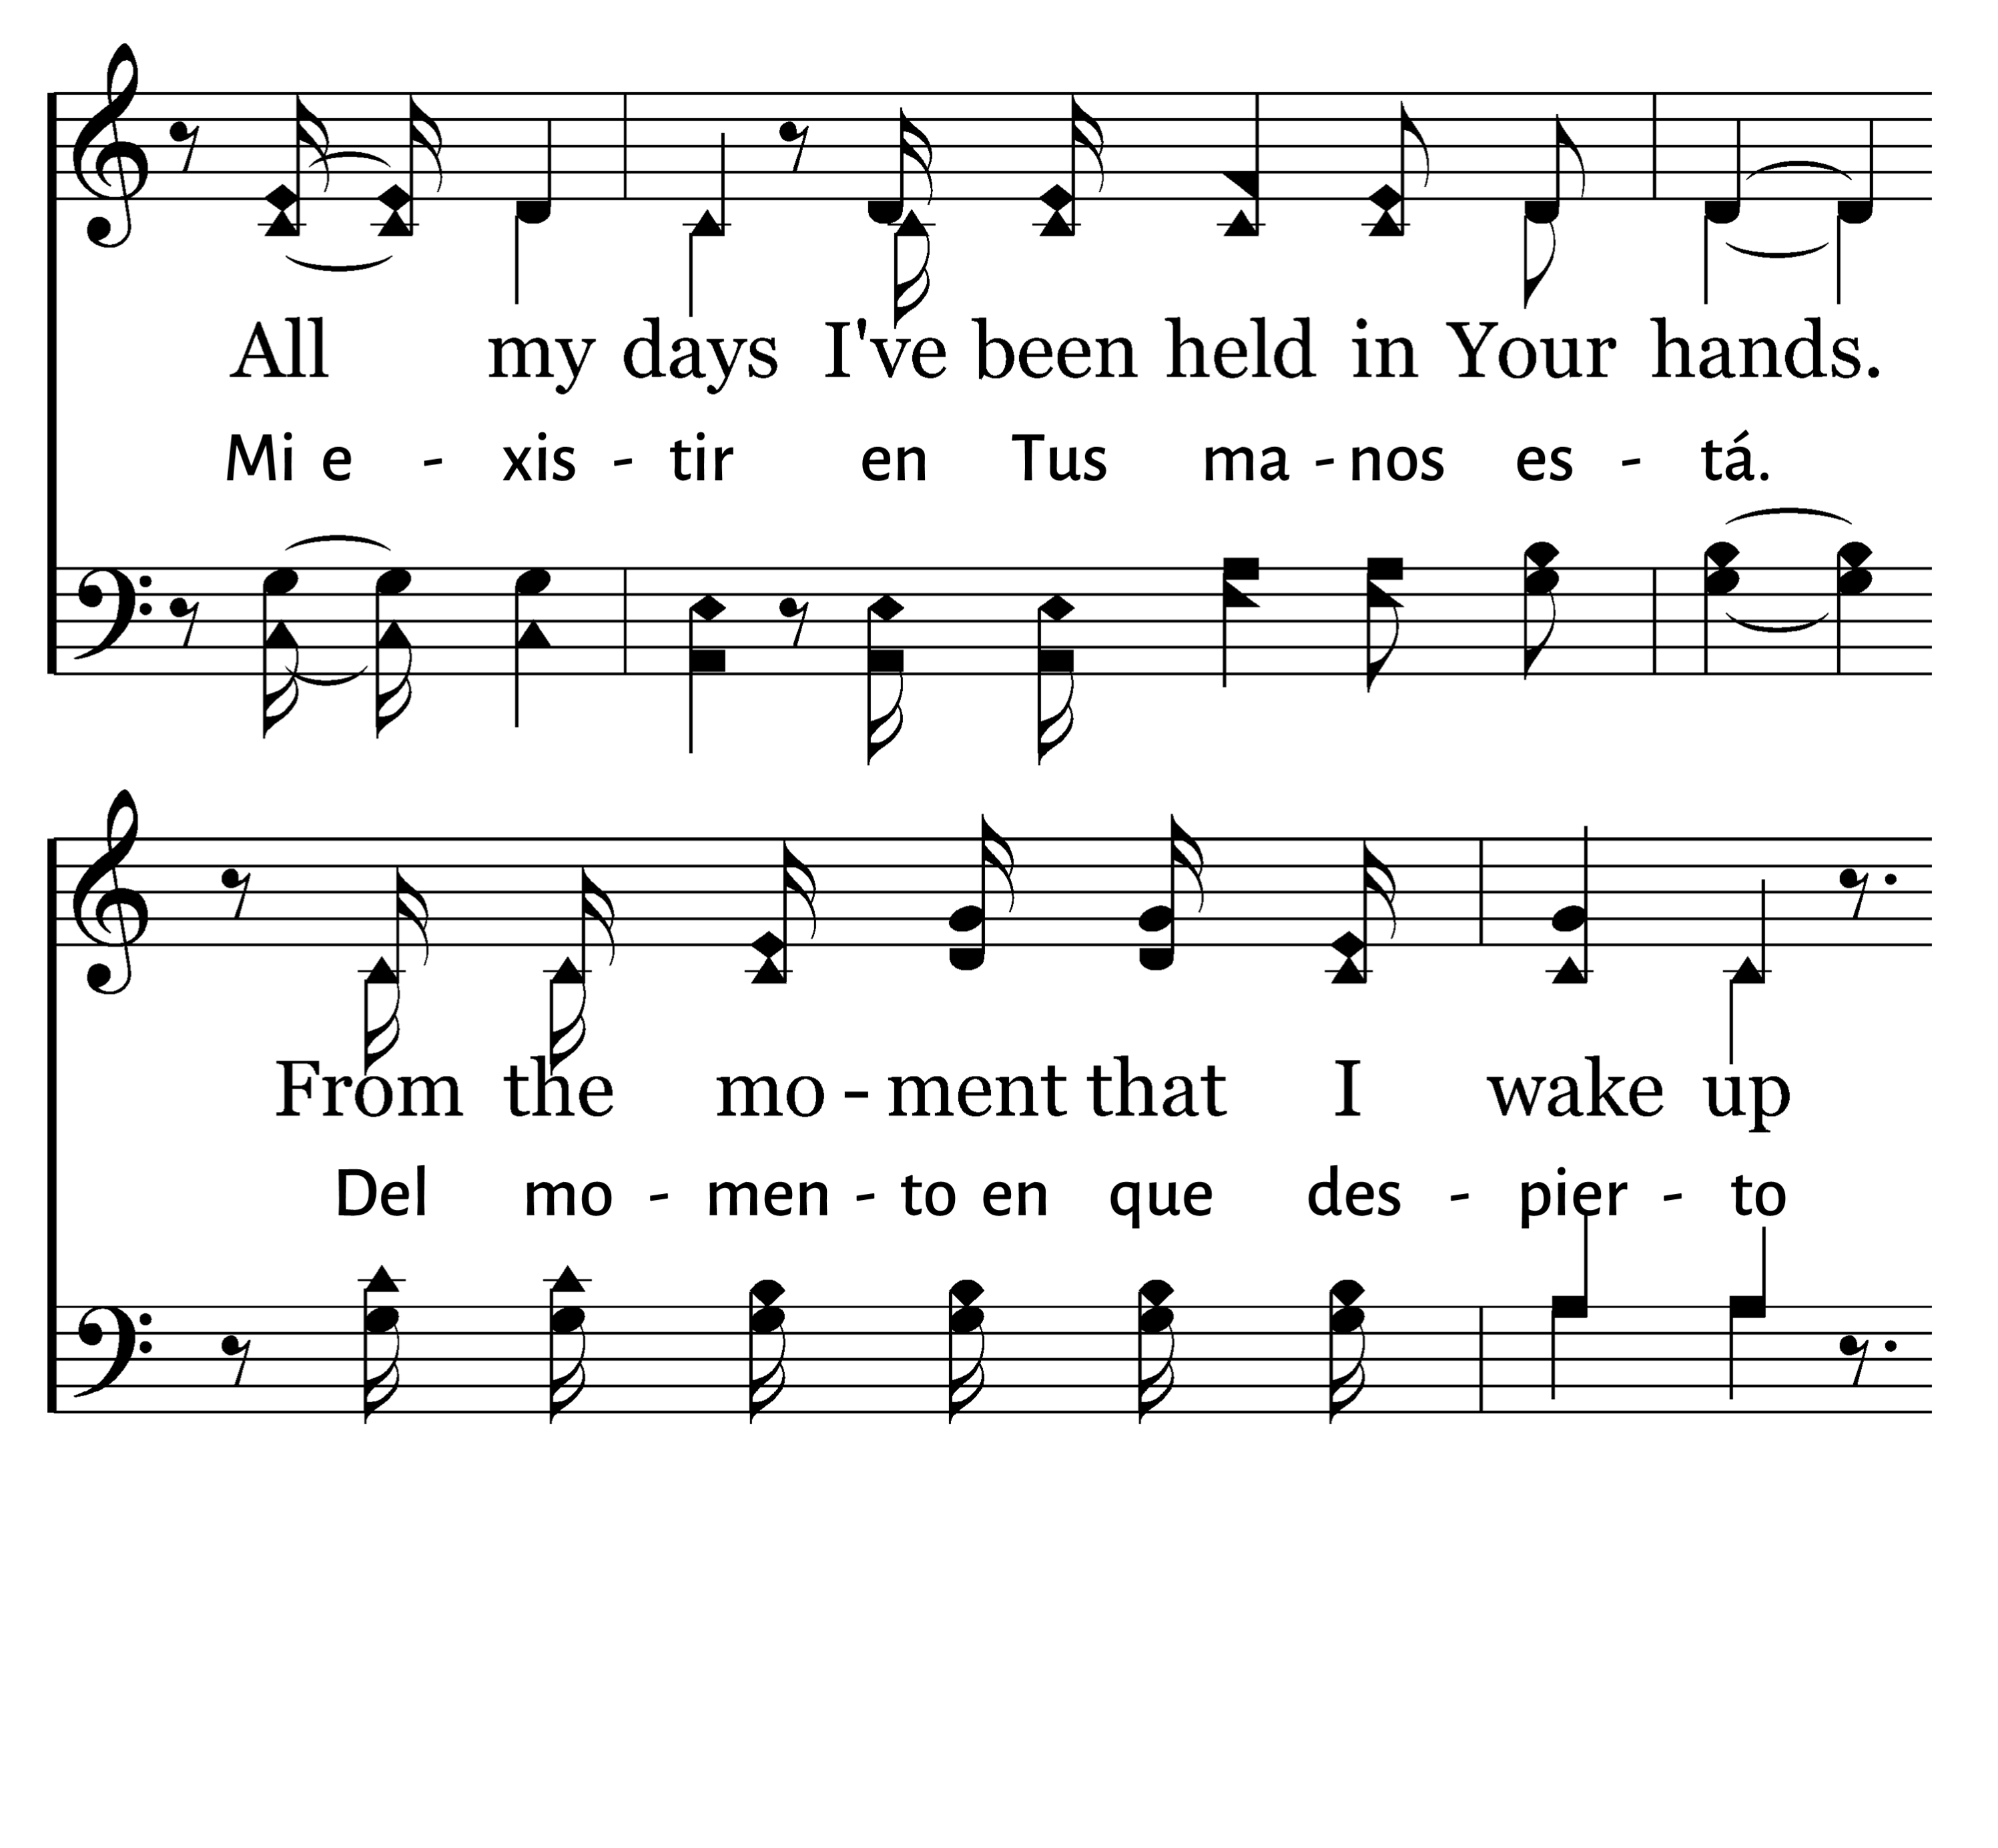 All my days I've been held in Your hands.
Mi e - xis - tir en Tus ma - nos es - tá.
From the mo - ment that I wake up
Del mo - men - to en que des - pier - to